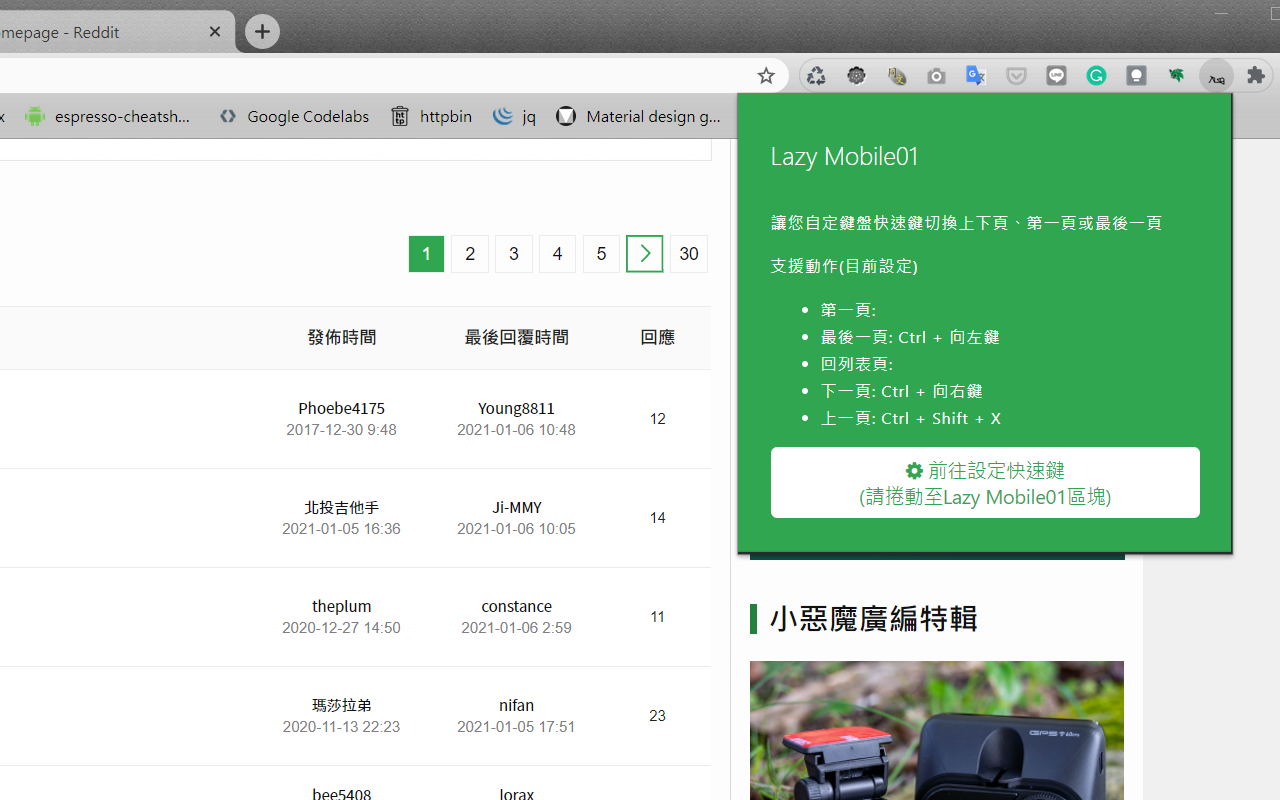 mepage - Reddit
espresso-cheatsh...
Google Codelabs
httpbin
jq
Material design g...
Lazy Mobile01
讓您自定鍵盤快速鍵切換上下頁、第一頁或最後一頁
支援動作(目前設定)
第一頁:
最後一頁: Ctrl + 向左鍵
回列表頁:
下一頁: Ctrl + 向右鍵
上一頁: Ctrl + Shift + X
前往設定快速鍵
(請捲動至Lazy Mobile01區塊)
1 2 3 4 5 30
發佈時間 最後回覆時間 回應
Phoebe4175 Young8811
2017-12-30 9:48 2021-01-06 10:48 12
北投吉他手 Ji-MMY
2021-01-05 16:36 2021-01-06 10:05 14
theplum constance
2020-12-27 14:50 2021-01-06 2:59 11
瑪莎拉弟 nifan
2020-11-13 22:23 2021-01-05 17:51 23
bee5408 lorax
小惡魔廣編特輯